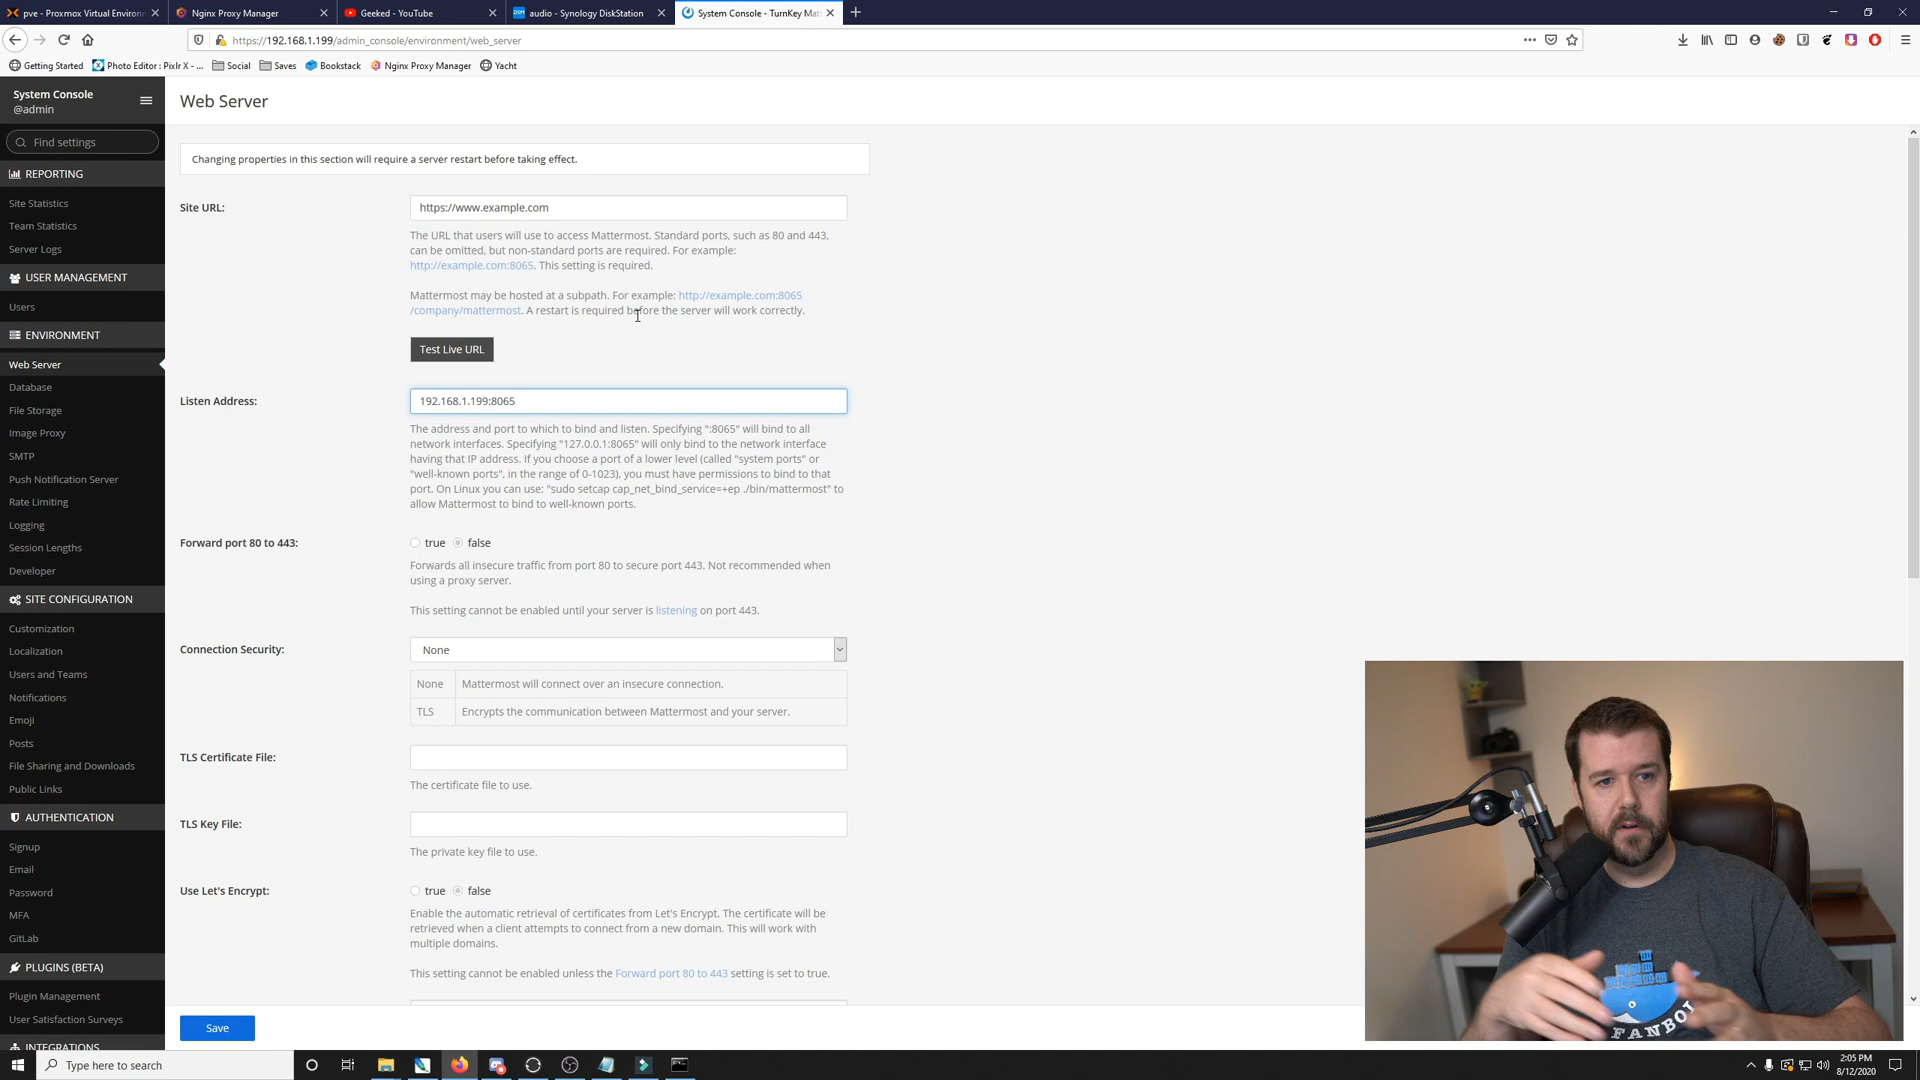 pve - Proxmox Virtual Environ
Nginx Proxy Manager
Geeked - YouTube
audio - Synology DiskStation
System Console - TurnKey Mat
https://192.168.1.199/admin_console/environment/web_server
Getting Started
Photo Editor : Pixlr X - ...
Social
Saves
Bookstack
Nginx Proxy Manager
Yacht
System Console
@admin
Find settings
REPORTING
Site Statistics
Team Statistics
Server Logs
USER MANAGEMENT
Users
ENVIRONMENT
Web Server
Database
File Storage
Image Proxy
SMTP
Push Notification Server
Rate Limiting
Logging
Session Lengths
Developer
SITE CONFIGURATION
Customization
Localization
Users and Teams
Notifications
Emoji
Posts
File Sharing and Downloads
Public Links
AUTHENTICATION
Signup
Email
Password
MFA
GitLab
PLUGINS (BETA)
Plugin Management
User Satisfaction Surveys
INTEGRATIONS
Web Server
Changing properties in this section will require a server restart before taking effect.
Site URL:
https://www.example.com
The URL that users will use to access Mattermost. Standard ports, such as 80 and 443,
can be omitted, but non-standard ports are required. For example:
http://example.com:8065. This setting is required.
Mattermost may be hosted at a subpath. For example: http://example.com:8065
/company/mattermost. A restart is required before the server will work correctly.
Test Live URL
Listen Address:
192.168.1.199:8065
The address and port to which to bind and listen. Specifying ":8065" will bind to all
network interfaces. Specifying "127.0.0.1:8065" will only bind to the network interface
having that IP address. If you choose a port of a lower level (called "system ports" or
"well-known ports", in the range of 0-1023), you must have permissions to bind to that
port. On Linux you can use: "sudo setcap cap_net_bind_service=+ep ./bin/mattermost" to
allow Mattermost to bind to well-known ports.
Forward port 80 to 443:
true false
Forwards all insecure traffic from port 80 to secure port 443. Not recommended when
using a proxy server.
This setting cannot be enabled until your server is listening on port 443.
Connection Security:
None
None Mattermost will connect over an insecure connection.
TLS Encrypts the communication between Mattermost and your server.
TLS Certificate File:
The certificate file to use.
TLS Key File:
The private key file to use.
Use Let's Encrypt:
true false
Enable the automatic retrieval of certificates from Let's Encrypt. The certificate will be
retrieved when a client attempts to connect from a new domain. This will work with
multiple domains.
This setting cannot be enabled unless the Forward port 80 to 443 setting is set to true.
Save
FANBO
Type here to search
2:05 PM
8/12/2020